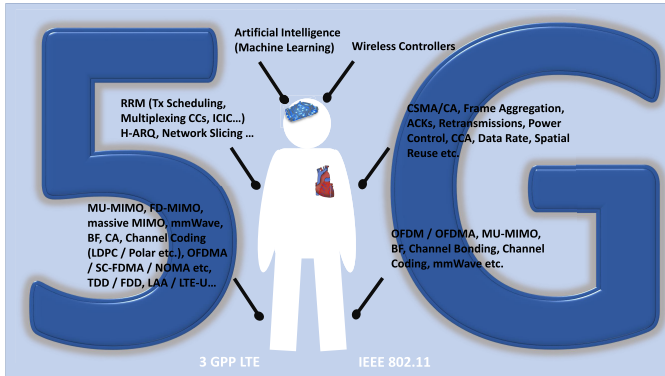 5G
Artificial Intelligence
(Machine Learning)
Wireless Controllers
RRM (Tx Scheduling,
Multiplexing CCs, ICIC...)
H-ARQ, Network Slicing ...
CSMA/CA, Frame Aggregation,
ACKs, Retransmissions, Power
Control, CCA, Data Rate, Spatial
Reuse etc.
MU-MIMO, FD-MIMO,
massive MIMO, mmWave,
BF, CA, Channel Coding
(LDPC / Polar etc.), OFDMA
/ SC-FDMA / NOMA etc,
TDD / FDD, LAA / LTE-U...
OFDM / OFDMA, MU-MIMO,
BF, Channel Bonding, Channel
Coding, mmWave etc.
3 GPP LTE
IEEE 802.11